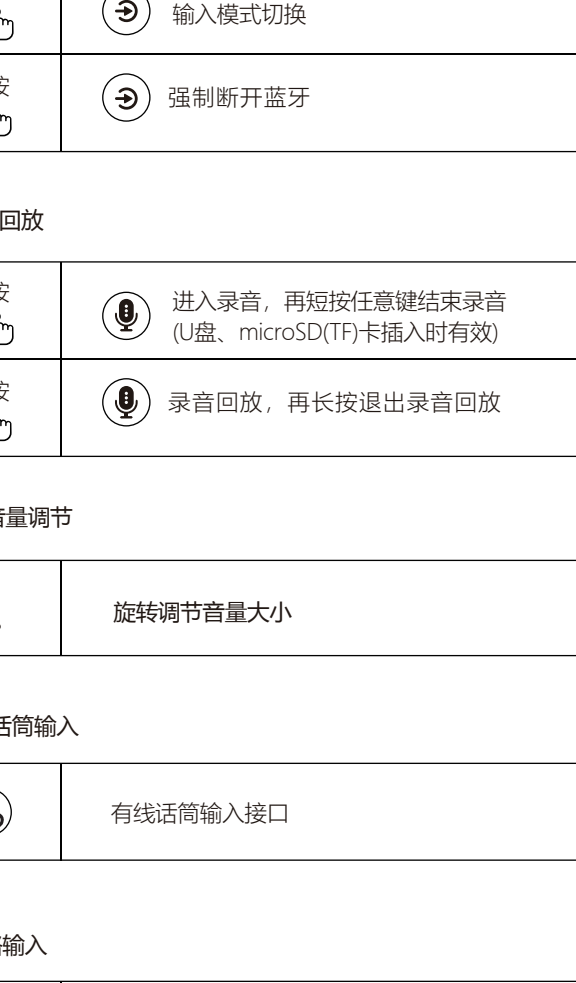 输入模式切换
按
强制断开蓝牙
回放
按
进入录音，再短按任意键结束录音
(U盘、microSD(TF)卡插入时有效)
按
录音回放，再长按退出录音回放
音量调节
旋转调节音量大小
话筒输入
有线话筒输入接口
输入